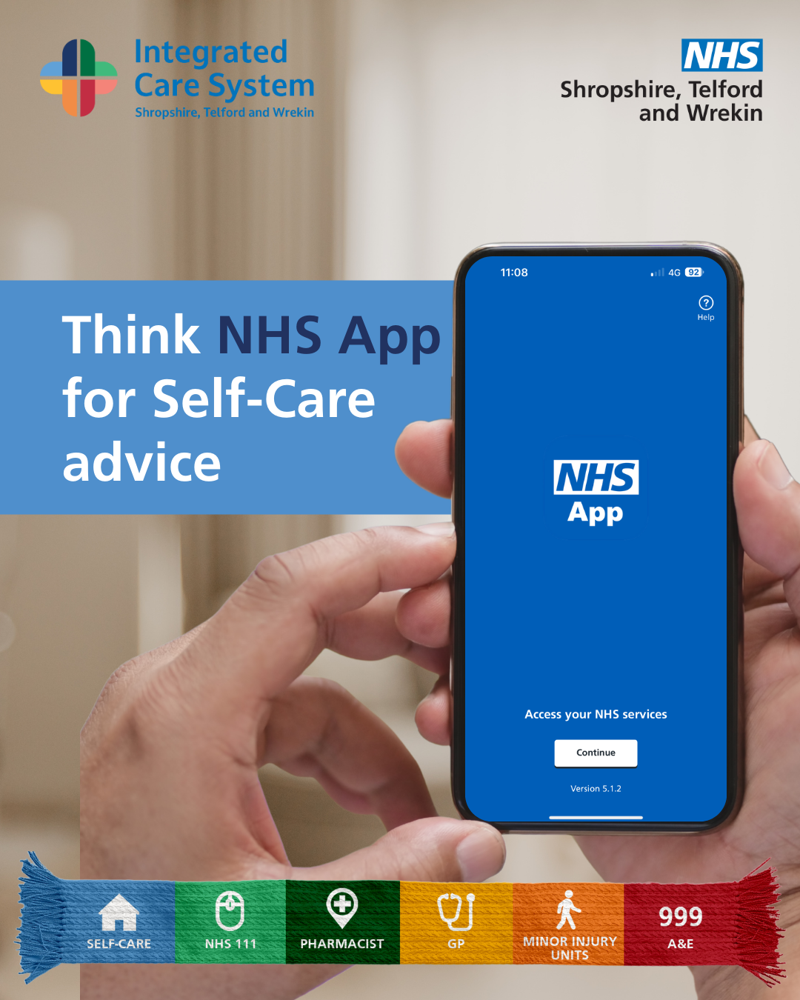 Integrated
Care System
Shropshire, Telford and Wrekin
NHS
Shropshire, Telford
and Wrekin
11:08
4G 92
?
Help
Think NHS App
for Self-Care
advice
NHS
App
Access your NHS services
Continue
Version 5.1.2
SELF-CARE
NHS 111
PHARMACIST
GP
MINOR INJURY
UNITS
999
A&E